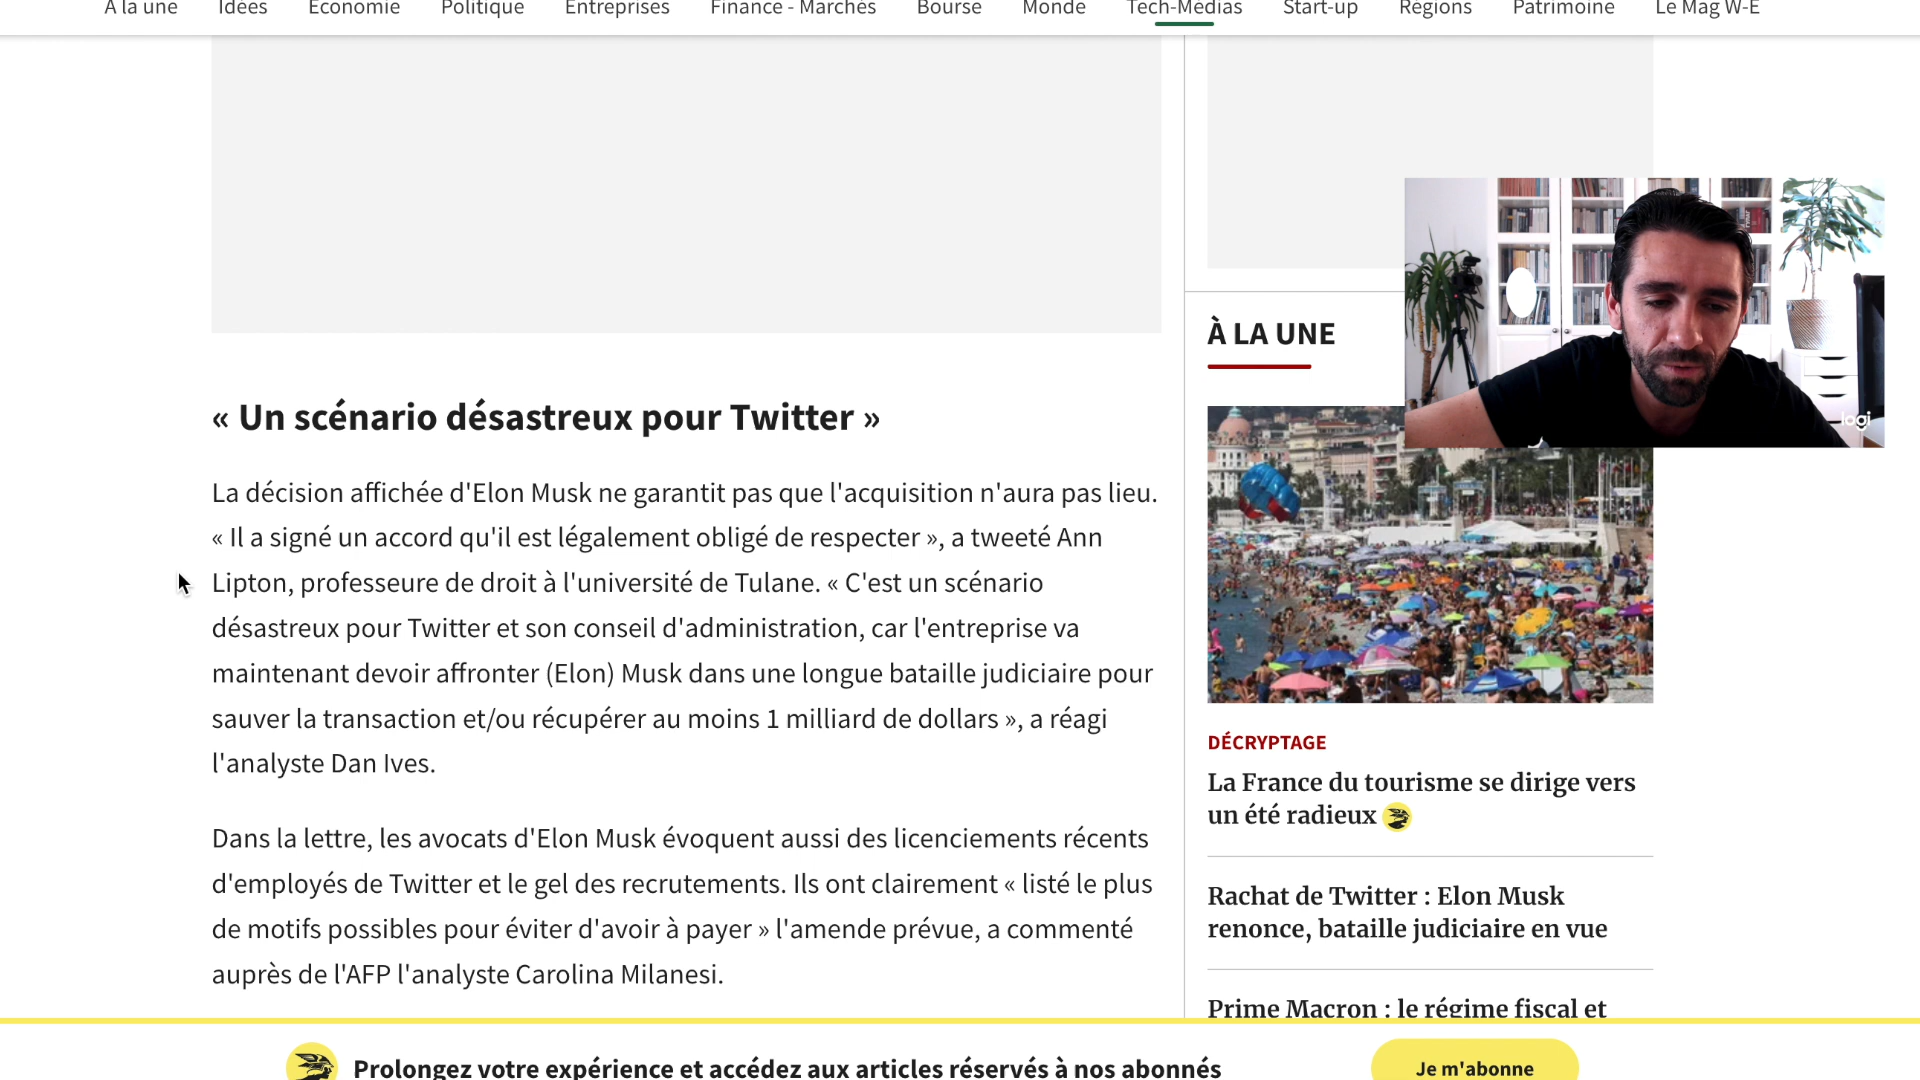 À la une Idées Économie Politique Entreprises Finance - Marchés Bourse Monde Tech-Médias Start-up Régions Patrimoine Le Mag W-E
« Un scénario désastreux pour Twitter »
La décision affichée d'Elon Musk ne garantit pas que l'acquisition n'aura pas lieu.
« Il a signé un accord qu'il est légalement obligé de respecter », a tweeté Ann
Lipton, professeure de droit à l'université de Tulane. « C'est un scénario
désastreux pour Twitter et son conseil d'administration, car l'entreprise va
maintenant devoir affronter (Elon) Musk dans une longue bataille judiciaire pour
sauver la transaction et/ou récupérer au moins 1 milliard de dollars », a réagi
l'analyste Dan Ives.
Dans la lettre, les avocats d'Elon Musk évoquent aussi des licenciements récents
d'employés de Twitter et le gel des recrutements. Ils ont clairement « listé le plus
de motifs possibles pour éviter d'avoir à payer » l'amende prévue, a commenté
auprès de l'AFP l'analyste Carolina Milanesi.
À LA UNE
logi
DÉCRYPTAGE
La France du tourisme se dirige vers
un été radieux
Rachat de Twitter : Elon Musk
renonce, bataille judiciaire en vue
Prime Macron : le régime fiscal et
Prolongez votre expérience et accédez aux articles réservés à nos abonnés
Je m'abonne